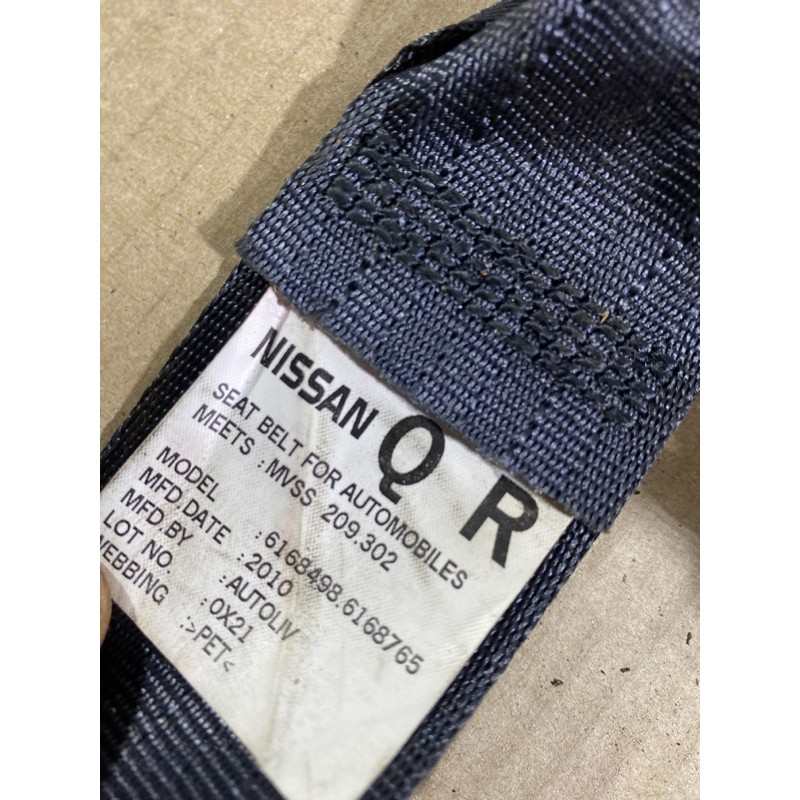 NISSAN Q R
SEAT BELT FOR AUTOMOBILES
MEETS : MVSS 209.302
MODEL : 6168498.6168765
MFD.DATE : 2010
MFD.BY : AUTOLIV
LOT NO. : 0X21
WEBBING :>PET<